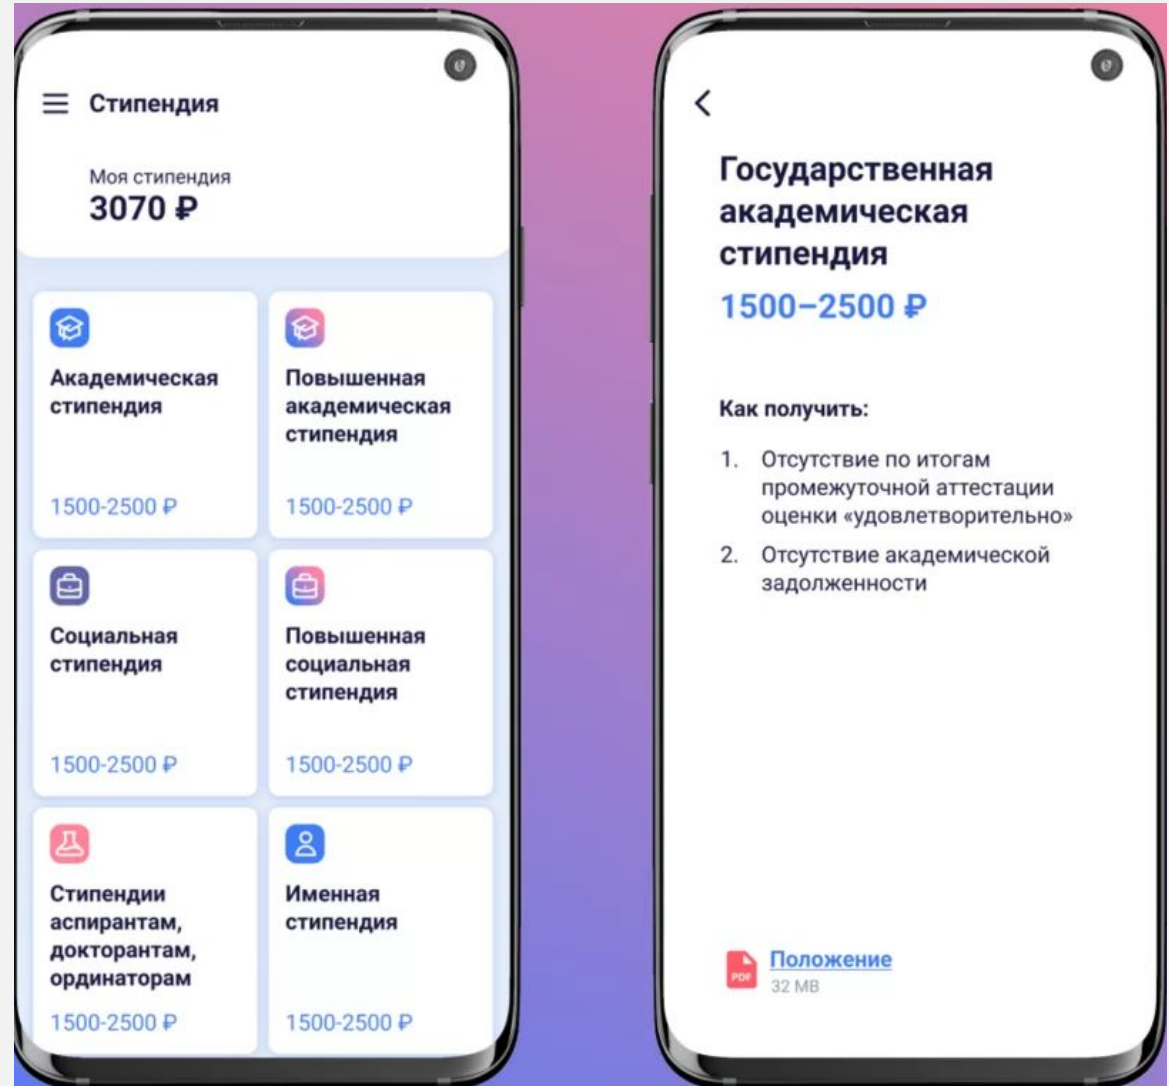 Стипендия
Моя стипендия
3070 ₽
Академическая
стипендия
1500-2500 ₽
Повышенная
академическая
стипендия
1500-2500 ₽
Социальная
стипендия
1500-2500 ₽
Повышенная
социальная
стипендия
1500-2500 ₽
Стипендии
аспирантам,
докторантам,
ординаторам
1500-2500 ₽
Именная
стипендия
1500-2500 ₽
Государственная
академическая
стипендия
1500–2500 ₽
Как получить:
1. Отсутствие по итогам
промежуточной аттестации
оценки «удовлетворительно»
2. Отсутствие академической
задолженности
PDF
Положение
32 MB